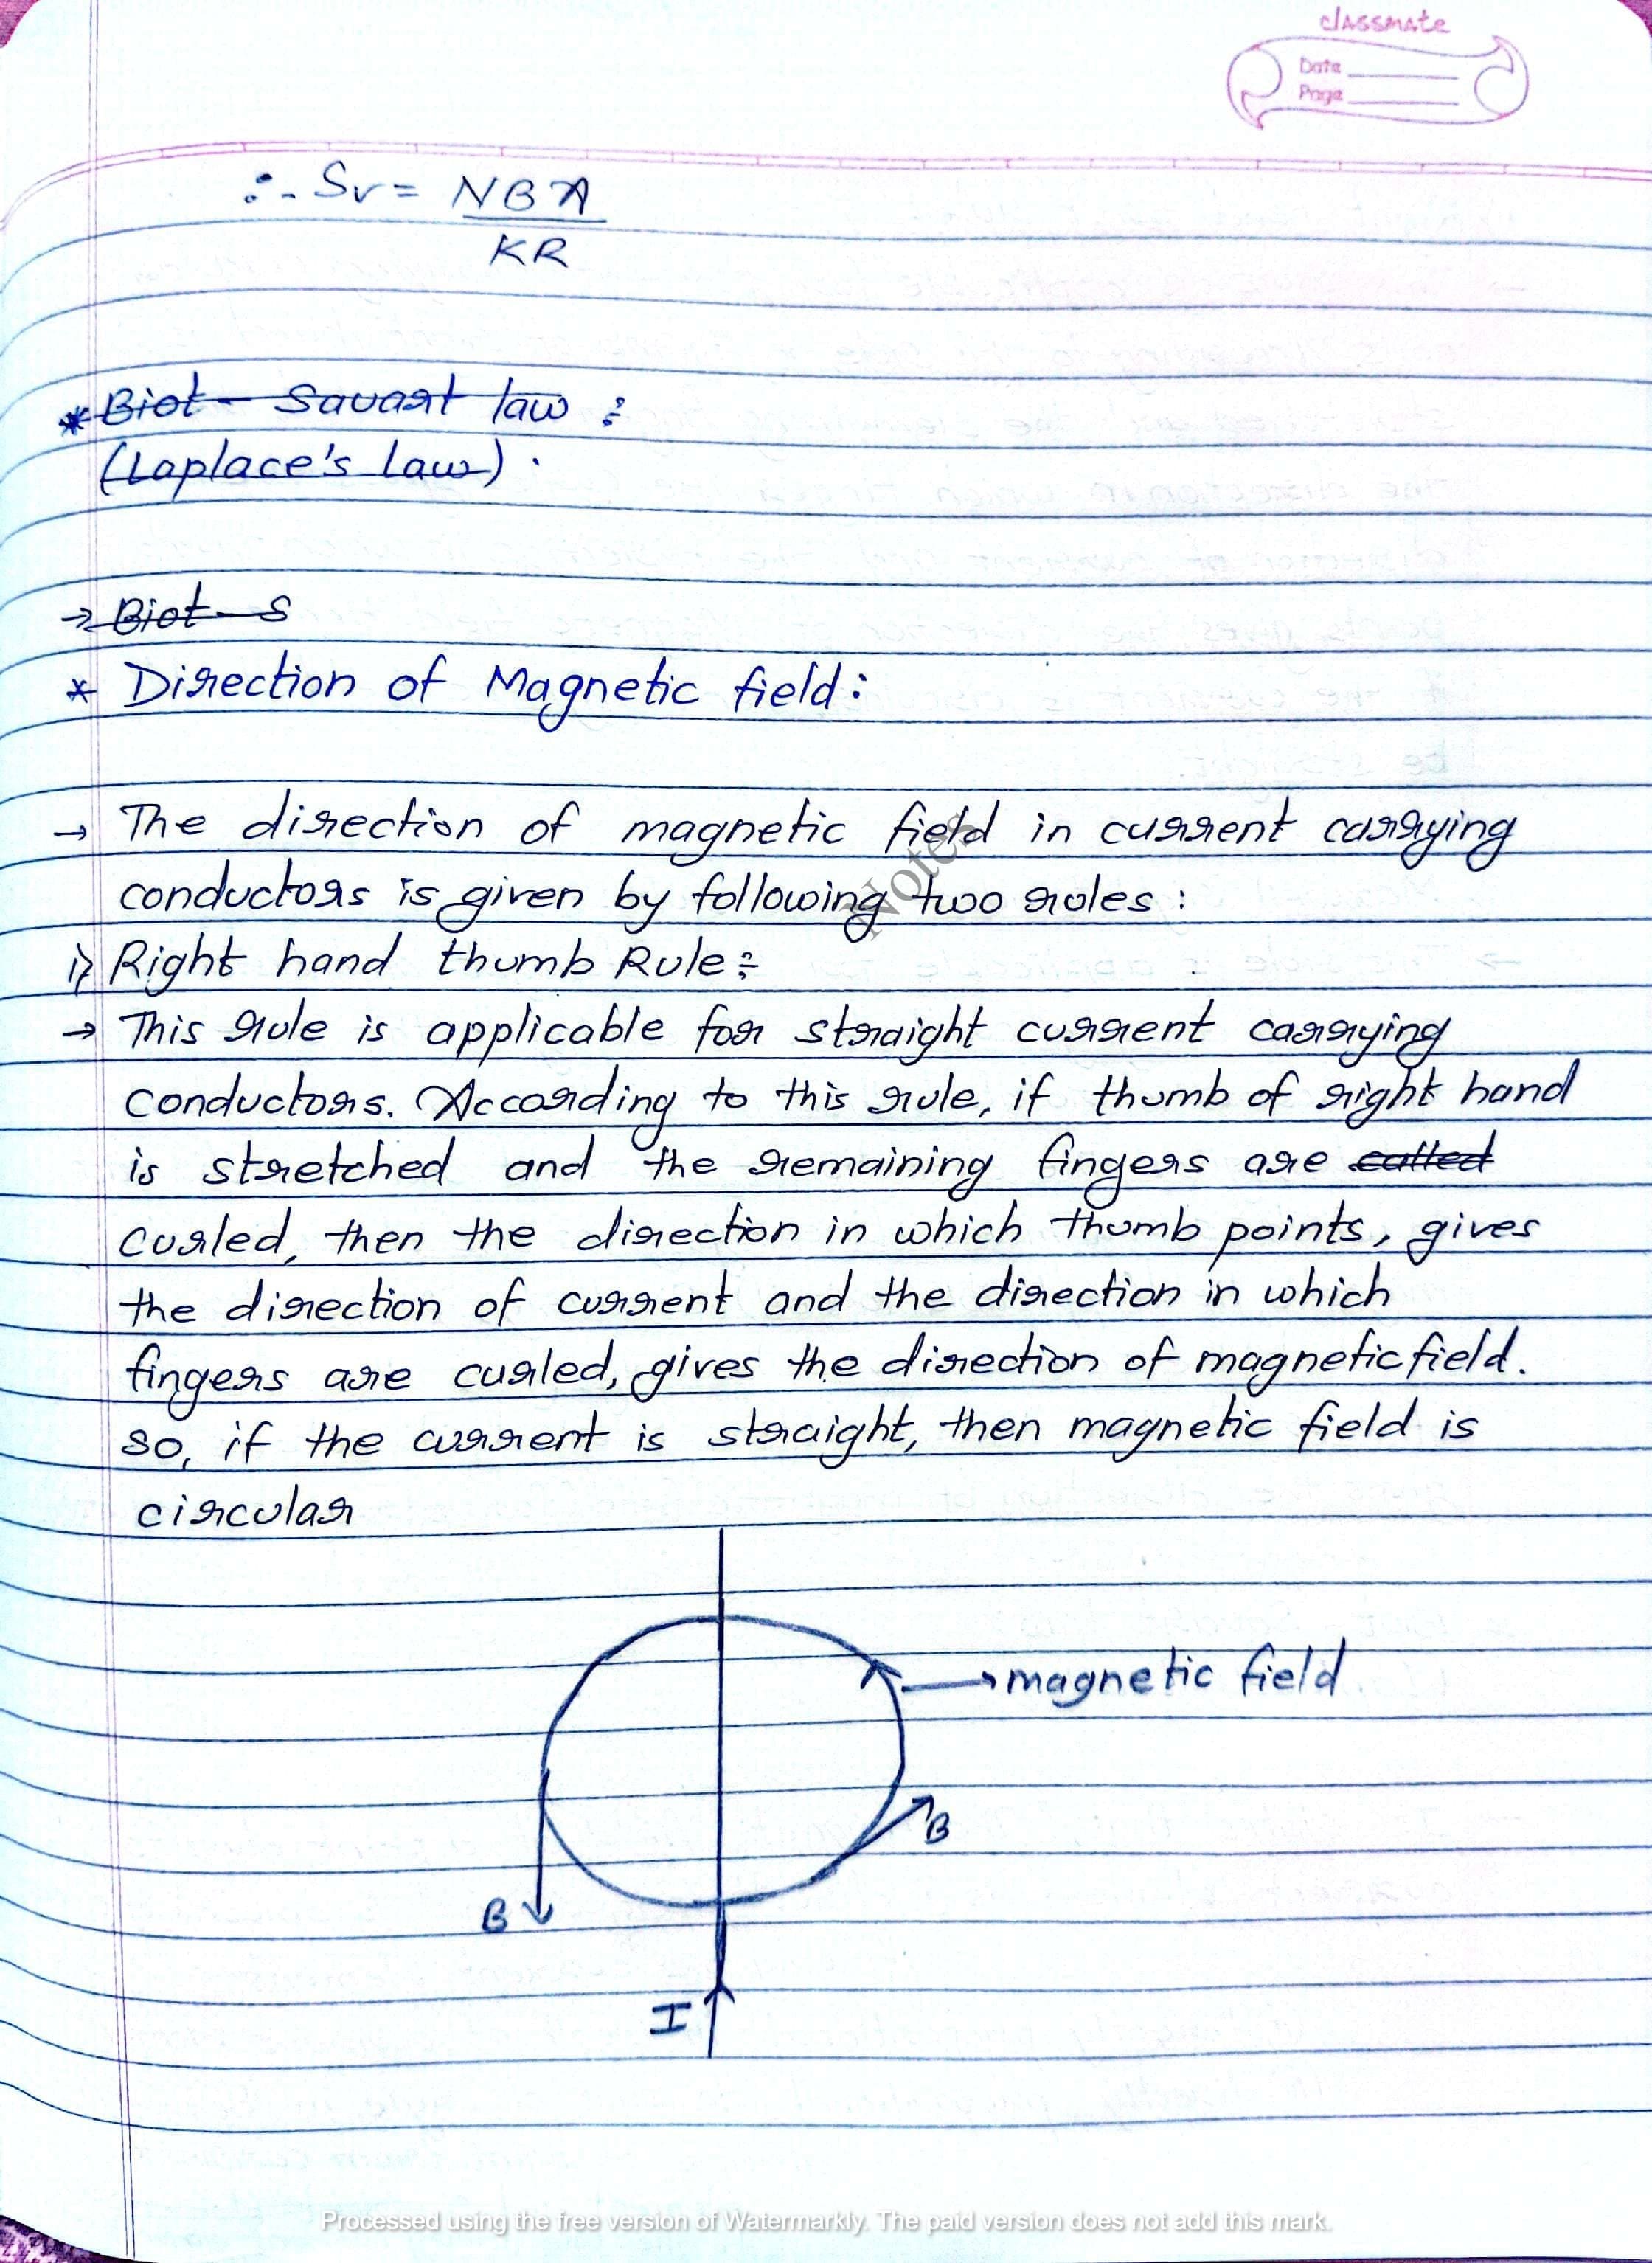 classmate
Date
Page
∴ Sv = NBA
KR
* Biot - Savart law :
(Laplace's law).
→ Biot - S
* Direction of Magnetic field:
→ The direction of magnetic field in current carrying
conductors is given by following two rules :
Notes
i) Right hand thumb Rule:
→ This rule is applicable for straight current carrying
conductors. According to this rule, if thumb of right hand
is stretched and the remaining fingers are called
curled, then the direction in which thumb points, gives
the direction of current and the direction in which
fingers are curled, gives the direction of magnetic field.
so, if the current is straight, then magnetic field is
circular
→ magnetic field
B
B
I
Processed using the free version of Watermarkly. The paid version does not add this mark.